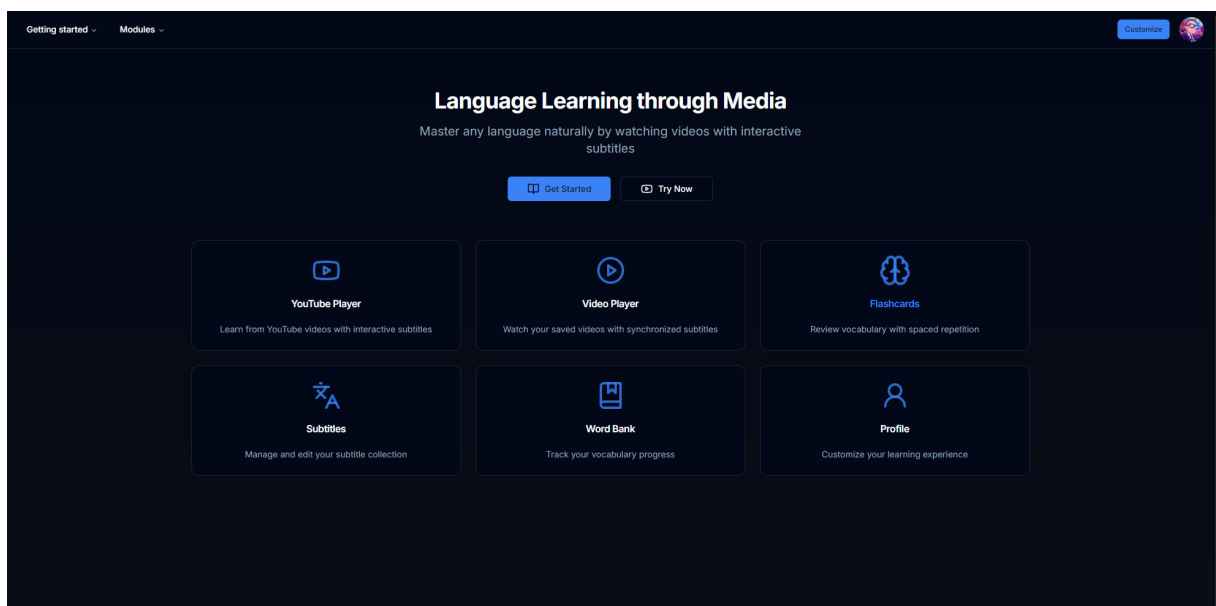 Getting started
Modules
Customize
Language Learning through Media
Master any language naturally by watching videos with interactive
subtitles
Get Started
Try Now
YouTube Player
Learn from YouTube videos with interactive subtitles
Video Player
Watch your saved videos with synchronized subtitles
Flashcards
Review vocabulary with spaced repetition
Subtitles
Manage and edit your subtitle collection
Word Bank
Track your vocabulary progress
Profile
Customize your learning experience